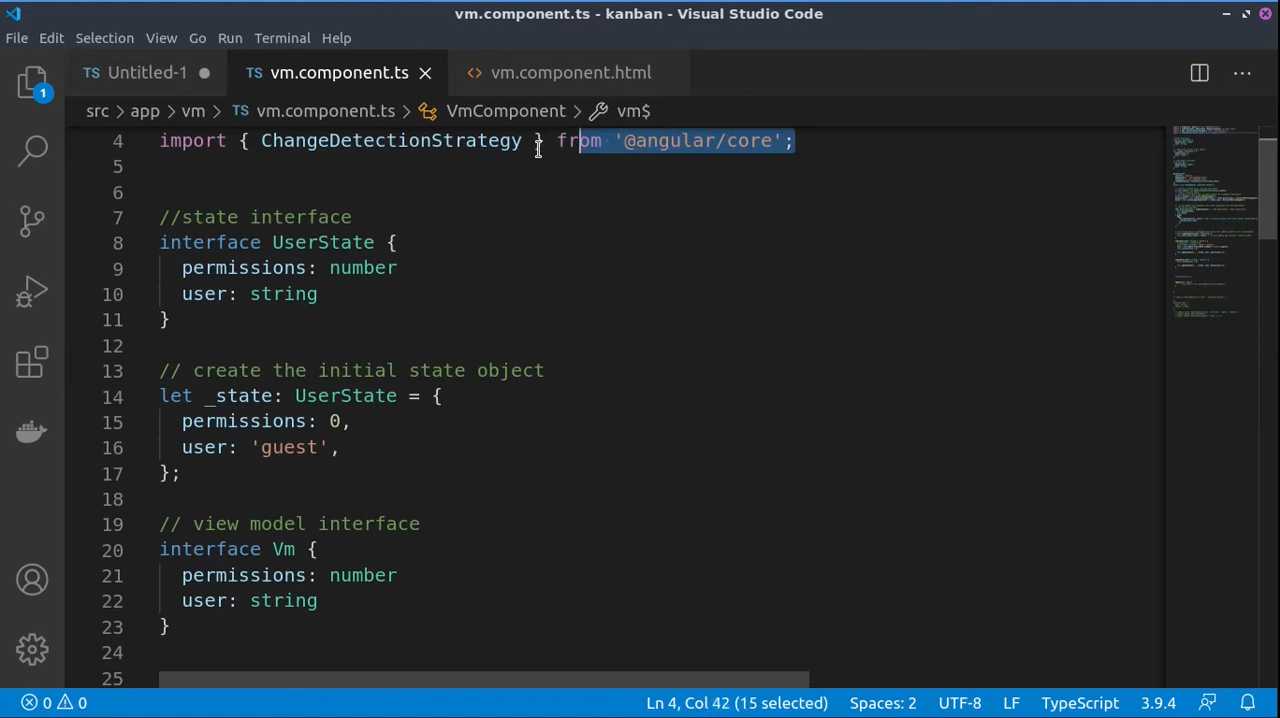 vm.component.ts - kanban - Visual Studio Code
File Edit Selection View Go Run Terminal Help
TS Untitled-1 TS vm.component.ts vm.component.html
1
src > app > vm > TS vm.component.ts > VmComponent > vm$
4 import { ChangeDetectionStrategy } from '@angular/core';
5
6
7 //state interface
8 interface UserState {
9 permissions: number
10 user: string
11 }
12
13 // create the initial state object
14 let _state: UserState = {
15 permissions: 0,
16 user: 'guest',
17 };
18
19 // view model interface
20 interface Vm {
21 permissions: number
22 user: string
23 }
24
25
0 0 Ln 4, Col 42 (15 selected) Spaces: 2 UTF-8 LF TypeScript 3.9.4